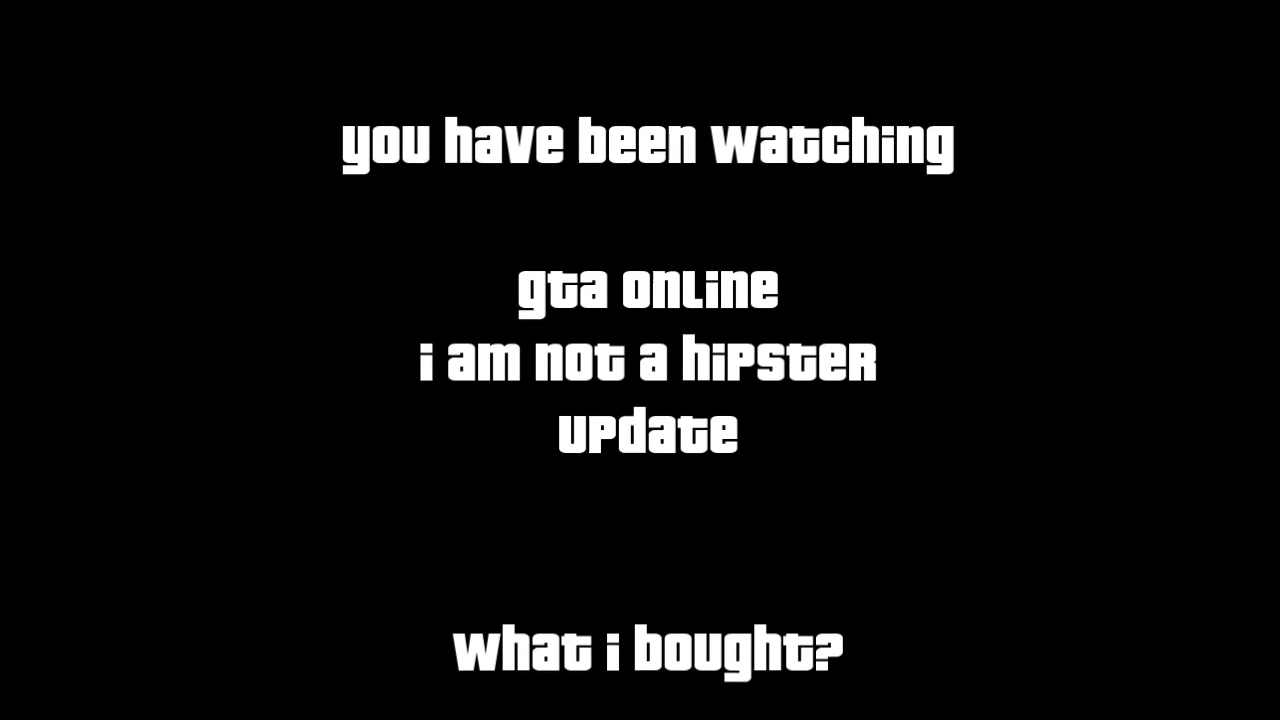 you have been watching
gta online
i am not a hipster
update
what i bought?